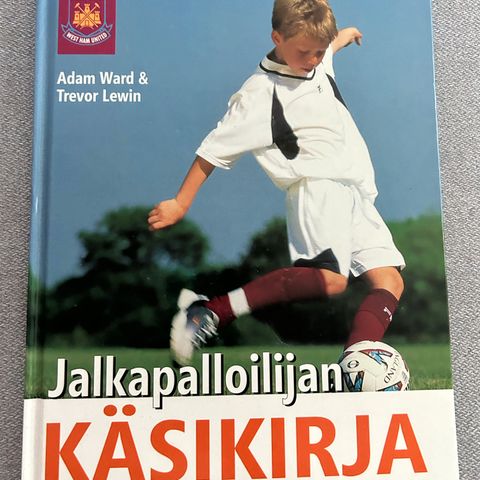 WEST HAM UNITED
Adam Ward &
Trevor Lewin
Jalkapalloilijan
KÄSIKIRJA